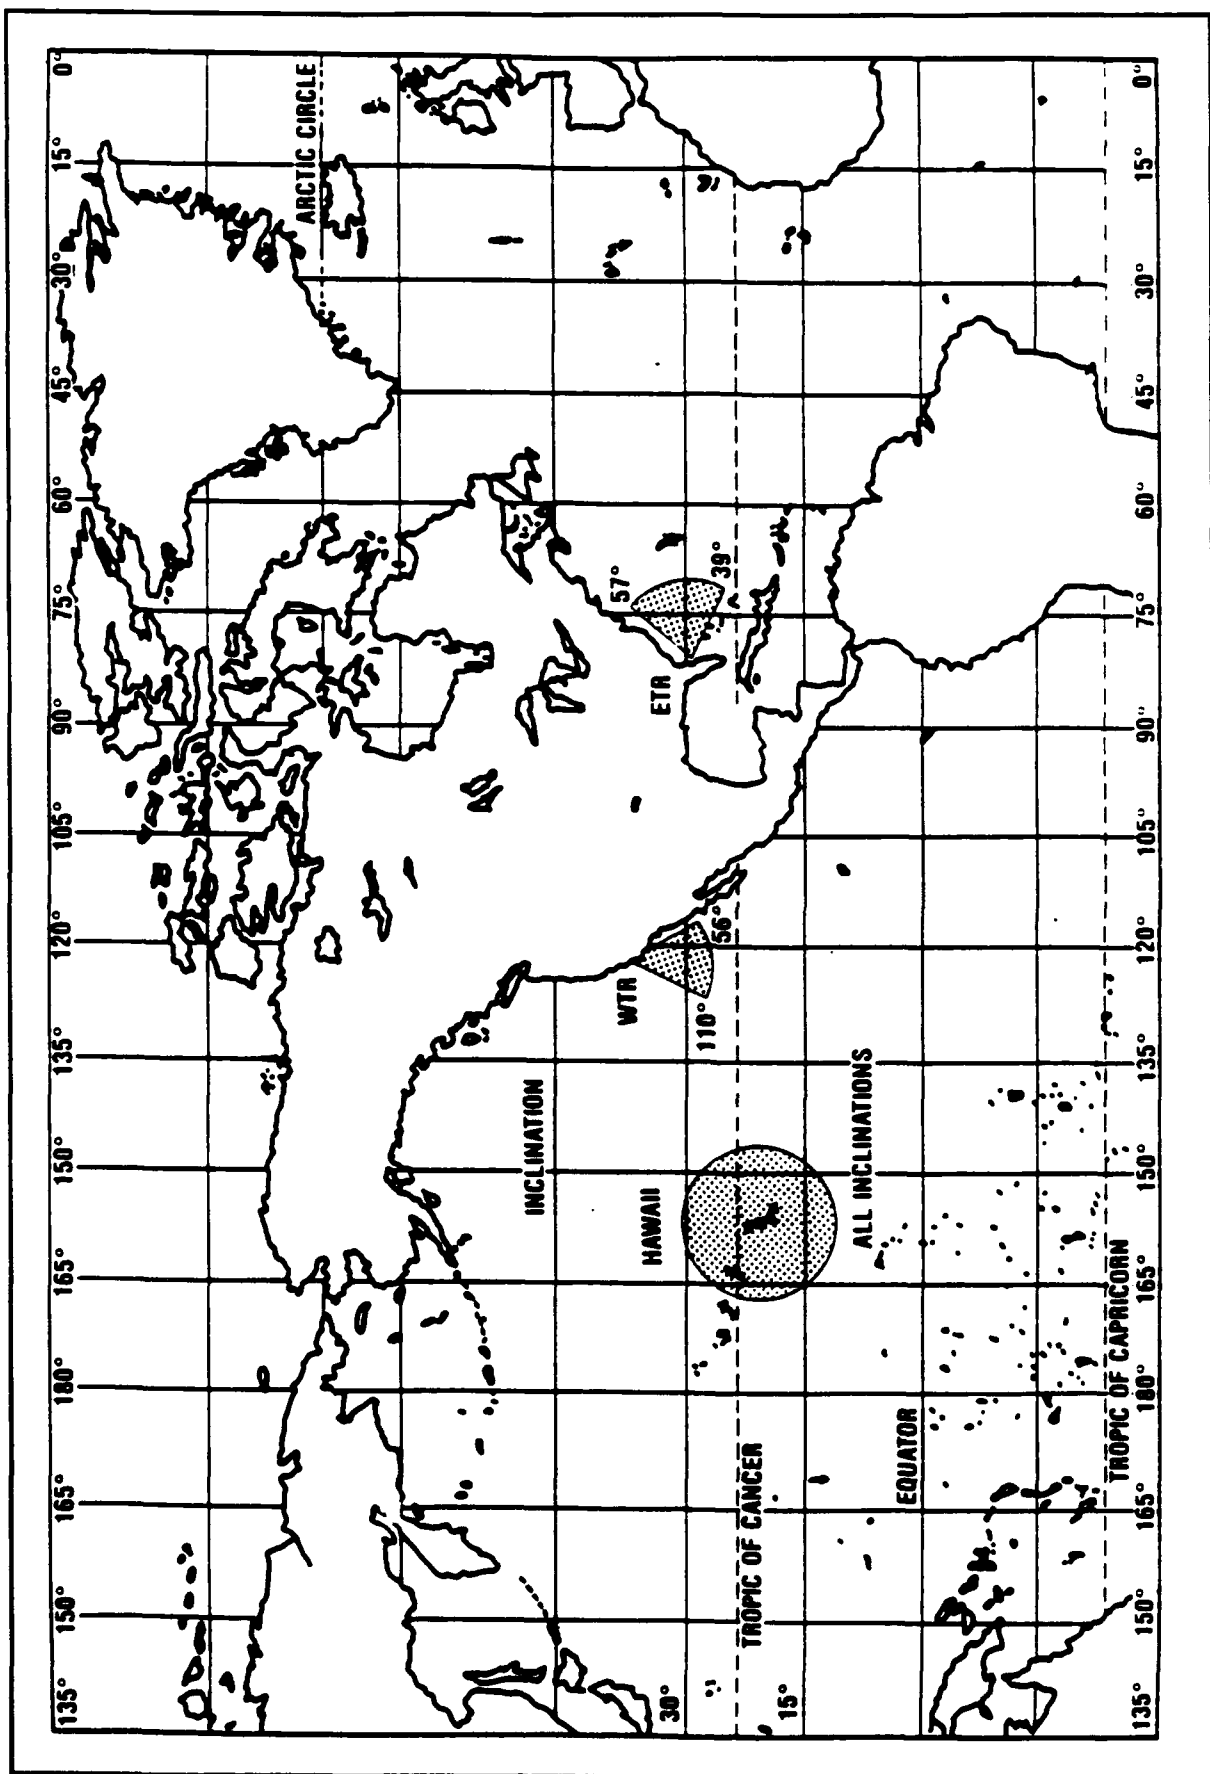 135° 150° 165° 180° 165° 150° 135° 120° 105° 90° 75° 60° 45° 30° 15° 0°
ARCTIC CIRCLE
INCLINATION
57°
ETR
39°
WTR
56°
110°
HAWAII
30°
TROPIC OF CANCER
15°
ALL INCLINATIONS
EQUATOR
TROPIC OF CAPRICORN
135° 150° 165° 180° 165° 150° 135° 120° 105° 90° 75° 60° 45° 30° 15° 0°